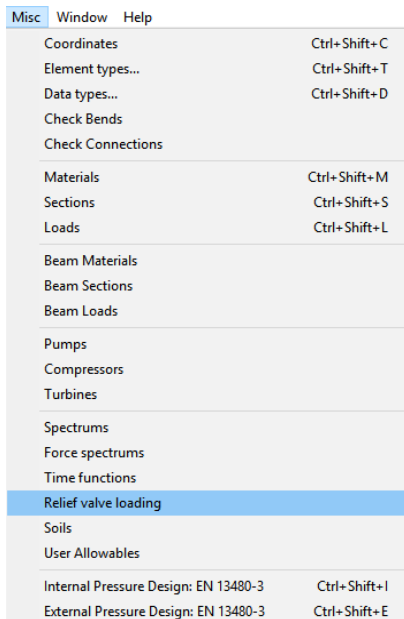 Misc Window Help
Coordinates Ctrl+Shift+C
Element types... Ctrl+Shift+T
Data types... Ctrl+Shift+D
Check Bends
Check Connections
Materials Ctrl+Shift+M
Sections Ctrl+Shift+S
Loads Ctrl+Shift+L
Beam Materials
Beam Sections
Beam Loads
Pumps
Compressors
Turbines
Spectrums
Force spectrums
Time functions
Relief valve loading
Soils
User Allowables
Internal Pressure Design: EN 13480-3 Ctrl+Shift+I
External Pressure Design: EN 13480-3 Ctrl+Shift+E